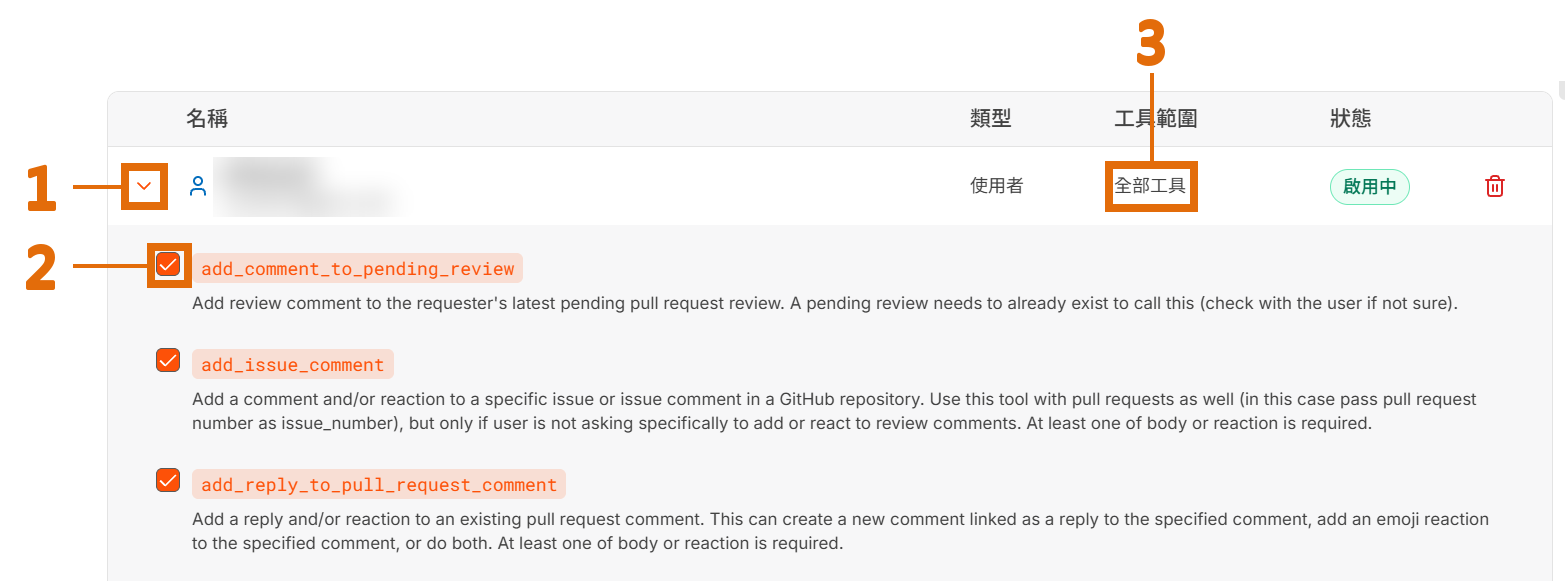 3
名稱 類型 工具範圍 狀態
1 使用者 全部工具 啟用中
2 add_comment_to_pending_review
Add review comment to the requester's latest pending pull request review. A pending review needs to already exist to call this (check with the user if not sure).
add_issue_comment
Add a comment and/or reaction to a specific issue or issue comment in a GitHub repository. Use this tool with pull requests as well (in this case pass pull request
number as issue_number), but only if user is not asking specifically to add or react to review comments. At least one of body or reaction is required.
add_reply_to_pull_request_comment
Add a reply and/or reaction to an existing pull request comment. This can create a new comment linked as a reply to the specified comment, add an emoji reaction
to the specified comment, or do both. At least one of body or reaction is required.